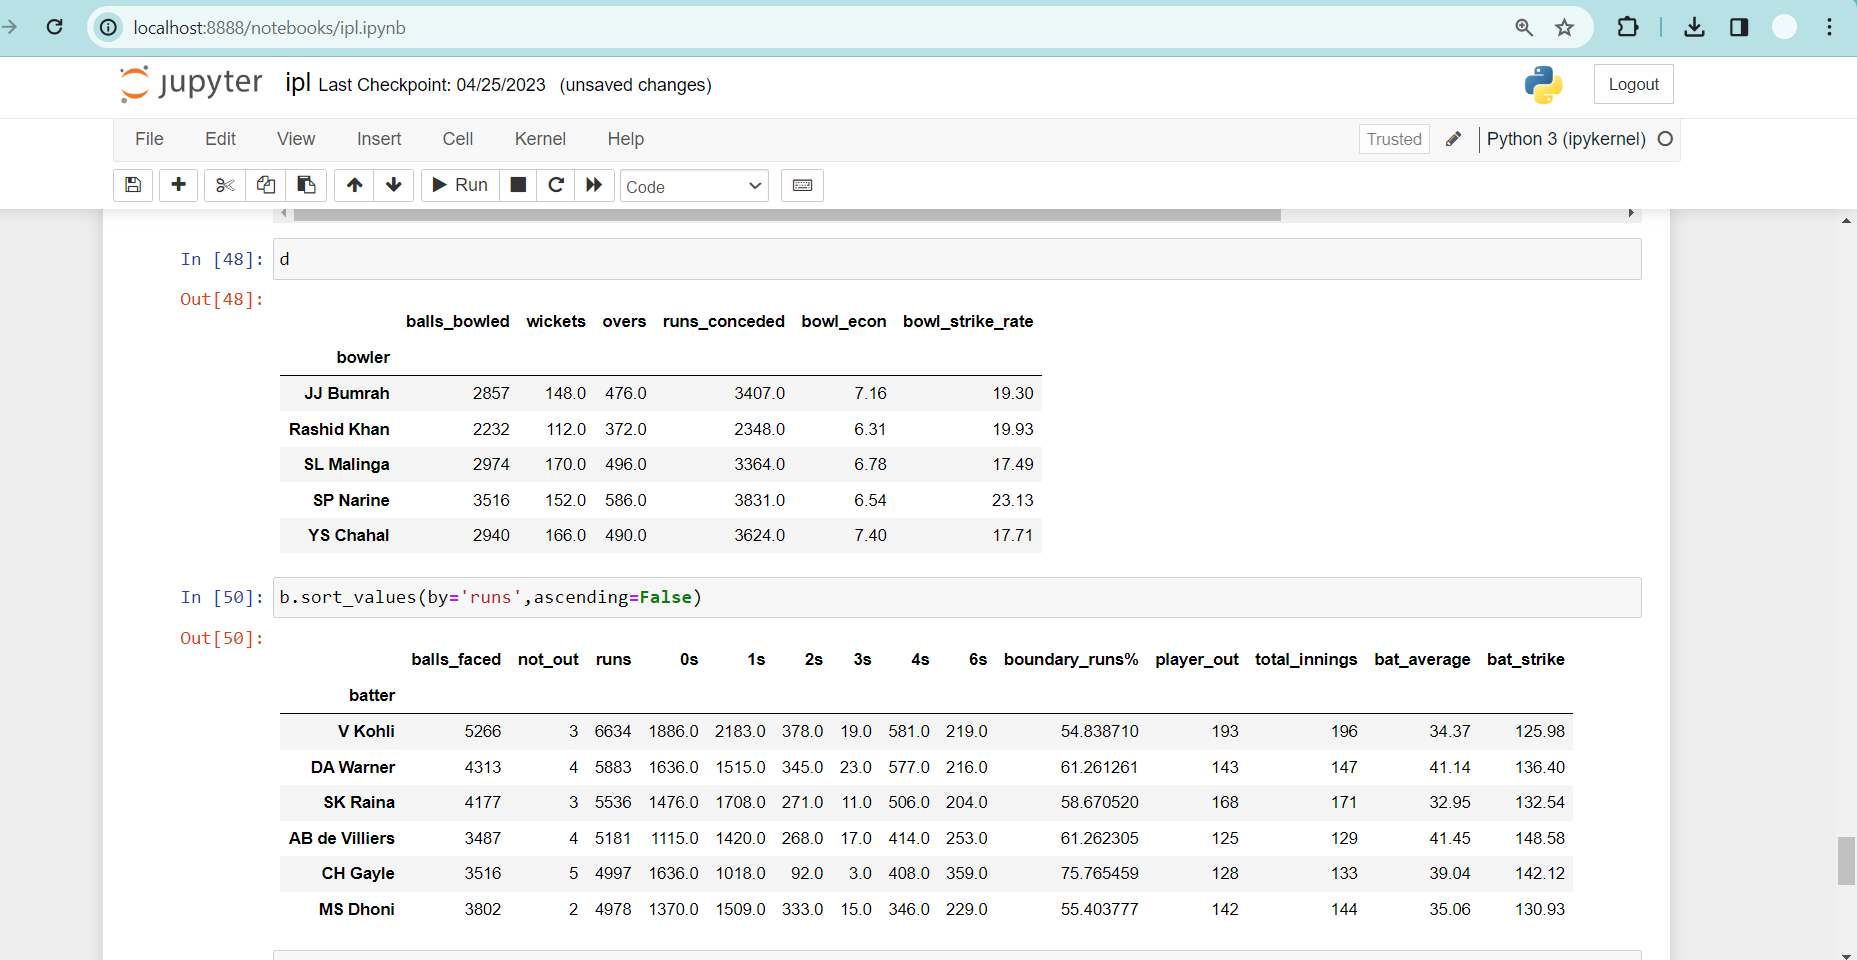 localhost:8888/notebooks/ipl.ipynb
jupyter ipl Last Checkpoint: 04/25/2023 (unsaved changes) Logout
File Edit View Insert Cell Kernel Help Trusted Python 3 (ipykernel)
Run Code
In [48]: d
Out[48]:
balls_bowled wickets overs runs_conceded bowl_econ bowl_strike_rate
bowler
JJ Bumrah 2857 148.0 476.0 3407.0 7.16 19.30
Rashid Khan 2232 112.0 372.0 2348.0 6.31 19.93
SL Malinga 2974 170.0 496.0 3364.0 6.78 17.49
SP Narine 3516 152.0 586.0 3831.0 6.54 23.13
YS Chahal 2940 166.0 490.0 3624.0 7.40 17.71
In [50]: b.sort_values(by='runs',ascending=False)
Out[50]:
balls_faced not_out runs 0s 1s 2s 3s 4s 6s boundary_runs% player_out total_innings bat_average bat_strike
batter
V Kohli 5266 3 6634 1886.0 2183.0 378.0 19.0 581.0 219.0 54.838710 193 196 34.37 125.98
DA Warner 4313 4 5883 1636.0 1515.0 345.0 23.0 577.0 216.0 61.261261 143 147 41.14 136.40
SK Raina 4177 3 5536 1476.0 1708.0 271.0 11.0 506.0 204.0 58.670520 168 171 32.95 132.54
AB de Villiers 3487 4 5181 1115.0 1420.0 268.0 17.0 414.0 253.0 61.262305 125 129 41.45 148.58
CH Gayle 3516 5 4997 1636.0 1018.0 92.0 3.0 408.0 359.0 75.765459 128 133 39.04 142.12
MS Dhoni 3802 2 4978 1370.0 1509.0 333.0 15.0 346.0 229.0 55.403777 142 144 35.06 130.93